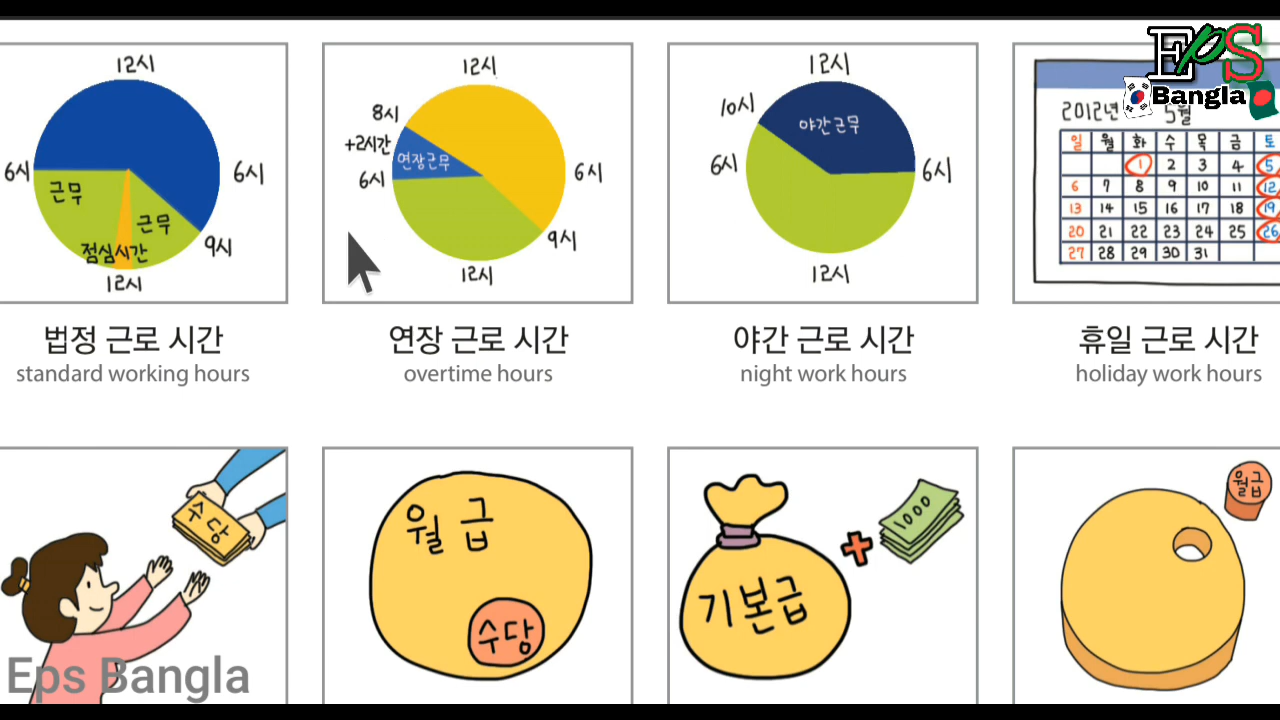 EPS
Bangla
12시
6시
6시
근무
근무
점심시간
9시
12시
12시
8시
+2시간
연장근무
6시
6시
9시
12시
12시
10시
야간근무
6시
6시
12시
2012년 5월
일 월 화 수 목 금 토
1 2 3 4 5
6 7 8 9 10 11 12
13 14 15 16 17 18 19
20 21 22 23 24 25 26
27 28 29 30 31
법정 근로 시간
standard working hours
연장 근로 시간
overtime hours
야간 근로 시간
night work hours
휴일 근로 시간
holiday work hours
수당
월급
수당
기본급
+
1000
월급
Eps Bangla